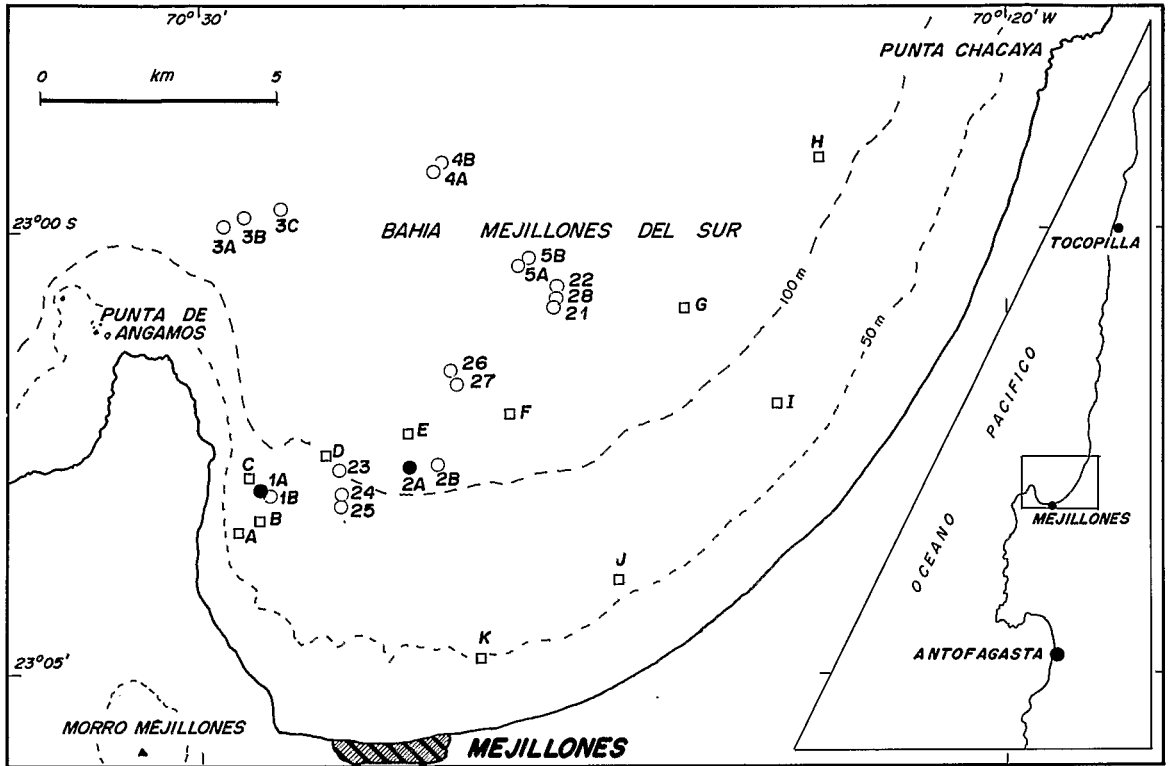 70° 30'
70° 20' W
0 km 5
PUNTA CHACAYA
H
4B
4A
23°00 S
3A
3B
3C
BAHIA MEJILLONES DEL SUR
TOCOPILLA
5B
5A
22
28
21
G
100 m
50 m
PUNTA DE
ANGAMOS
26
27
F
I
E
D
23
C
1A
1B
24
25
2A
2B
B
A
OCEANO PACIFICO
MEJILLONES
J
K
ANTOFAGASTA
23°05'
MORRO MEJILLONES
MEJILLONES